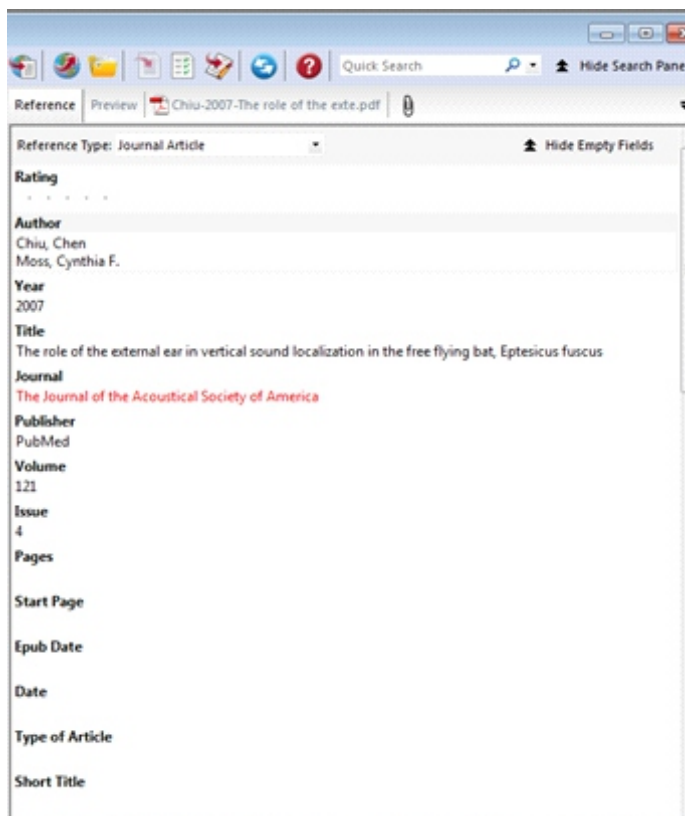 Quick Search
Hide Search Pane
Reference Preview Chiu-2007-The role of the exte.pdf
Reference Type: Journal Article
Hide Empty Fields
Rating
Author
Chiu, Chen
Moss, Cynthia F.
Year
2007
Title
The role of the external ear in vertical sound localization in the free flying bat, Eptesicus fuscus
Journal
The Journal of the Acoustical Society of America
Publisher
PubMed
Volume
121
Issue
4
Pages
Start Page
Epub Date
Date
Type of Article
Short Title